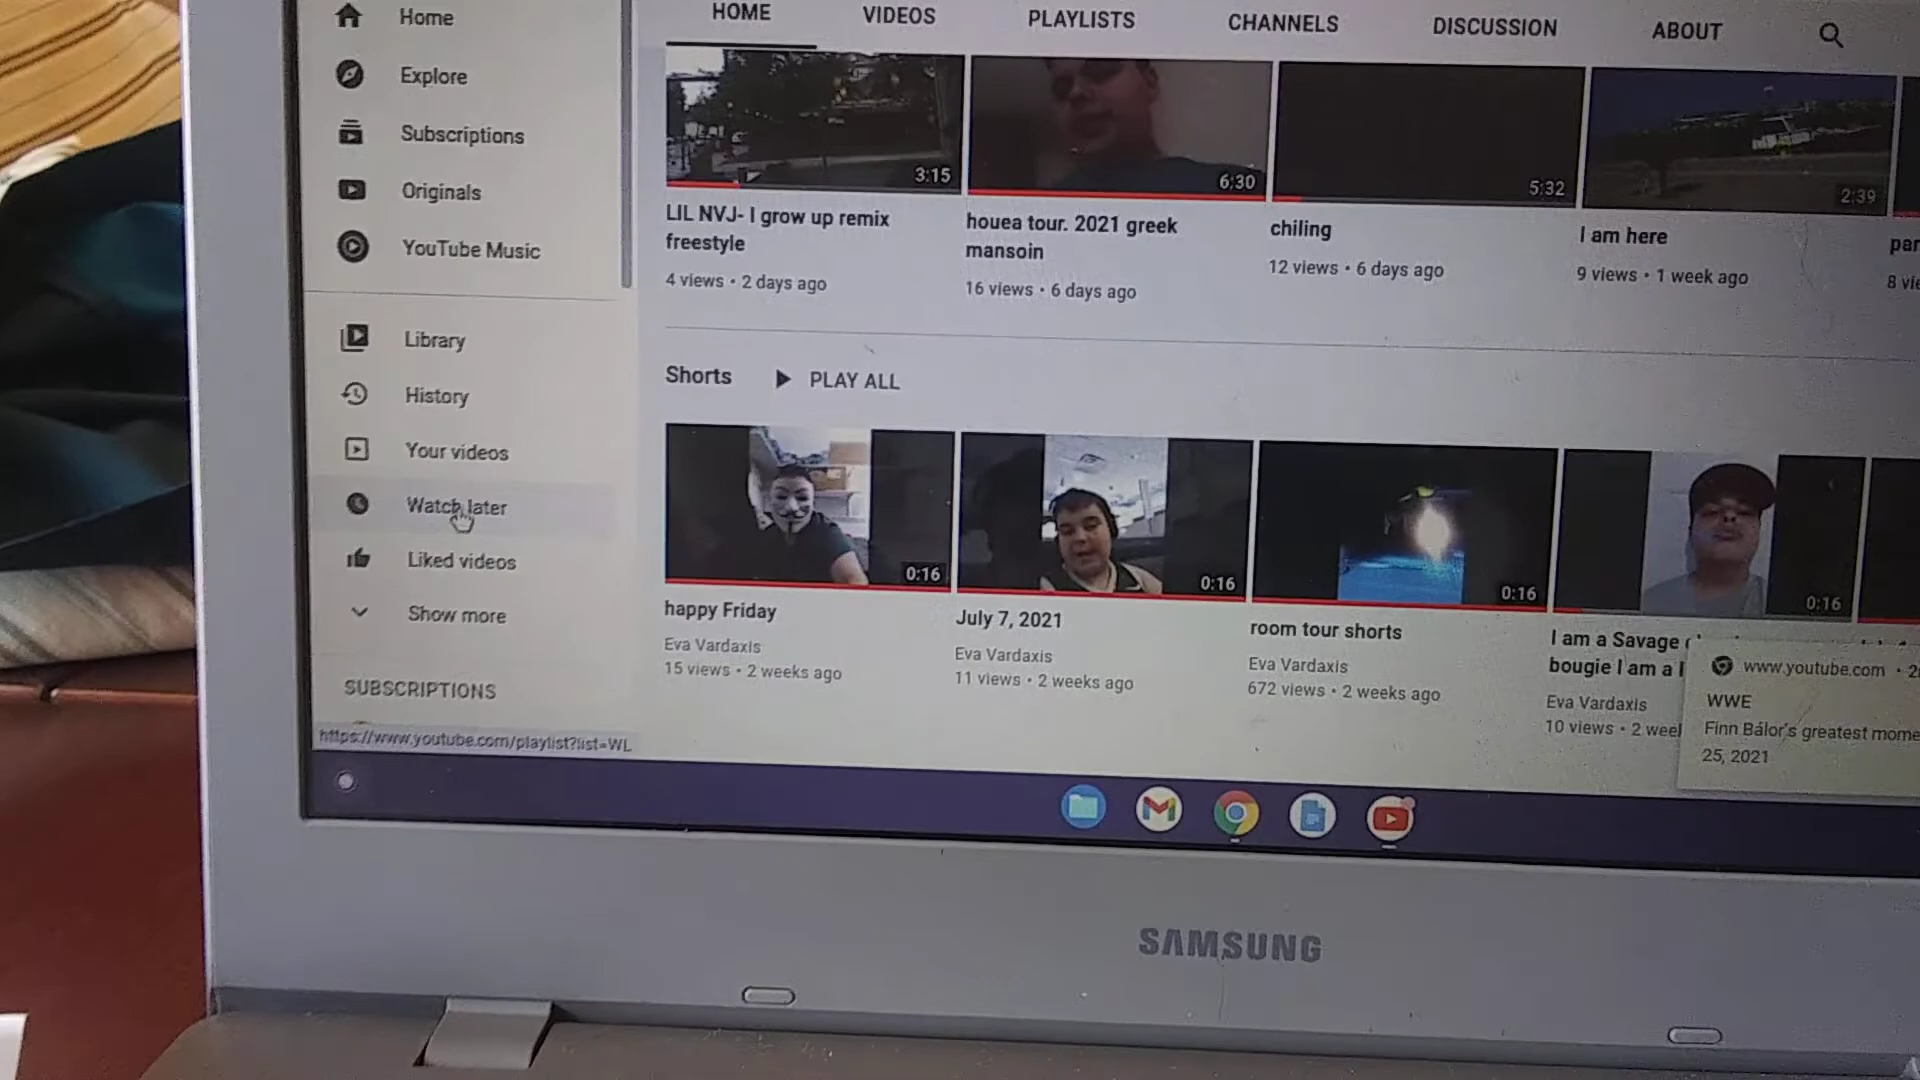 HOME VIDEOS PLAYLISTS CHANNELS DISCUSSION ABOUT
Home
Explore
Subscriptions
Originals
YouTube Music
Library
History
Your videos
Watch later
Liked videos
Show more
SUBSCRIPTIONS
https://www.youtube.com/playlist?list=WL
3:15
LIL NVJ- I grow up remix
freestyle
4 views • 2 days ago
6:30
houea tour. 2021 greek
mansoin
16 views • 6 days ago
5:32
chiling
12 views • 6 days ago
2:39
I am here
9 views • 1 week ago
Shorts PLAY ALL
0:16
happy Friday
Eva Vardaxis
15 views • 2 weeks ago
0:16
July 7, 2021
Eva Vardaxis
11 views • 2 weeks ago
0:16
room tour shorts
Eva Vardaxis
672 views • 2 weeks ago
0:16
I am a Savage
bougie I am a
Eva Vardaxis
10 views • 2
www.youtube.com
WWE
Finn Bálor's greatest
25, 2021
SAMSUNG